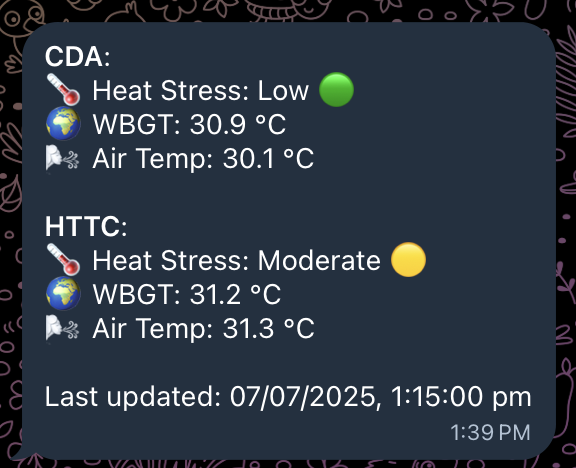 CDA:
🌡️ Heat Stress: Low 🟢
🌍 WBGT: 30.9 °C
🌬️ Air Temp: 30.1 °C

HTTC:
🌡️ Heat Stress: Moderate 🟡
🌍 WBGT: 31.2 °C
🌬️ Air Temp: 31.3 °C

Last updated: 07/07/2025, 1:15:00 pm
1:39 PM